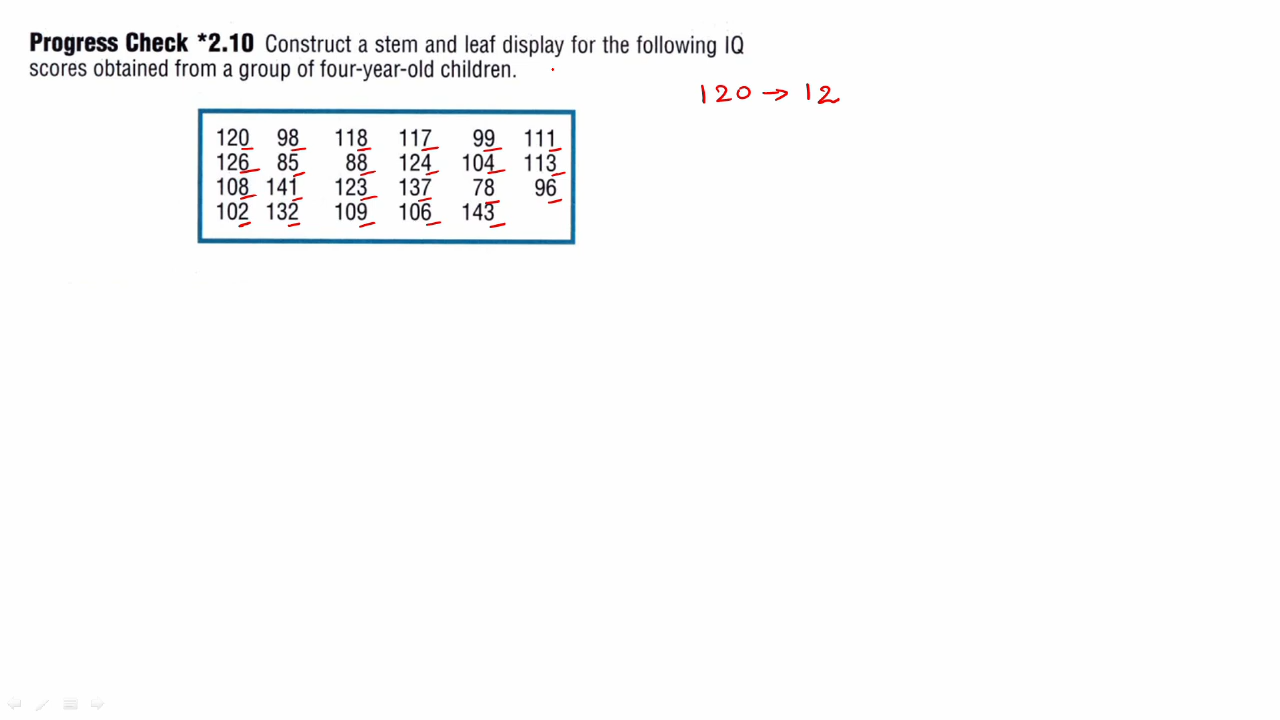 Progress Check *2.10 Construct a stem and leaf display for the following IQ
scores obtained from a group of four-year-old children.
120 → 12
120 98 118 117 99 111
126 85 88 124 104 113
108 141 123 137 78 96
102 132 109 106 143